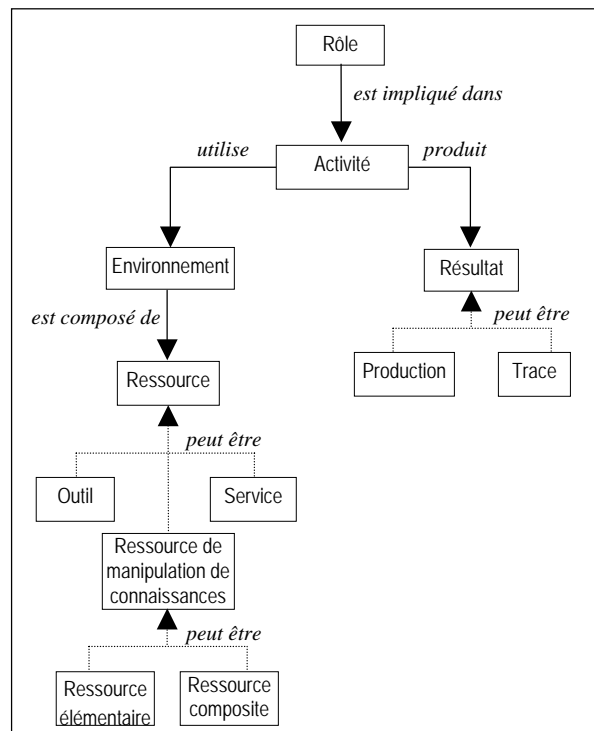 Rôle
est impliqué dans
utilise
Activité
produit
Environnement
Résultat
est composé de
peut être
Ressource
Production
Trace
peut être
Outil
Service
Ressource de
manipulation de
connaissances
peut être
Ressource
élémentaire
Ressource
composite